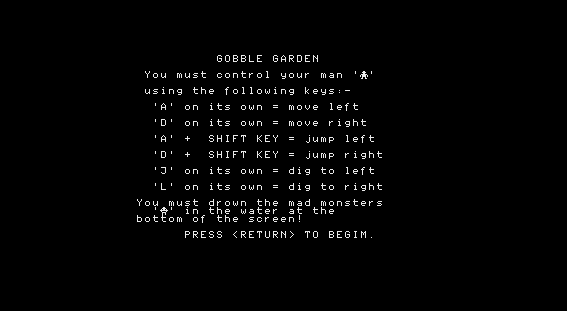 GOBBLE GARDEN
You must control your man ' '
using the following keys:-
'A' on its own = move left
'D' on its own = move right
'A' + SHIFT KEY = jump left
'D' + SHIFT KEY = jump right
'J' on its own = dig to left
'L' on its own = dig to right
You must drown the mad monsters
' ' in the water at the
bottom of the screen!
PRESS <RETURN> TO BEGIM.